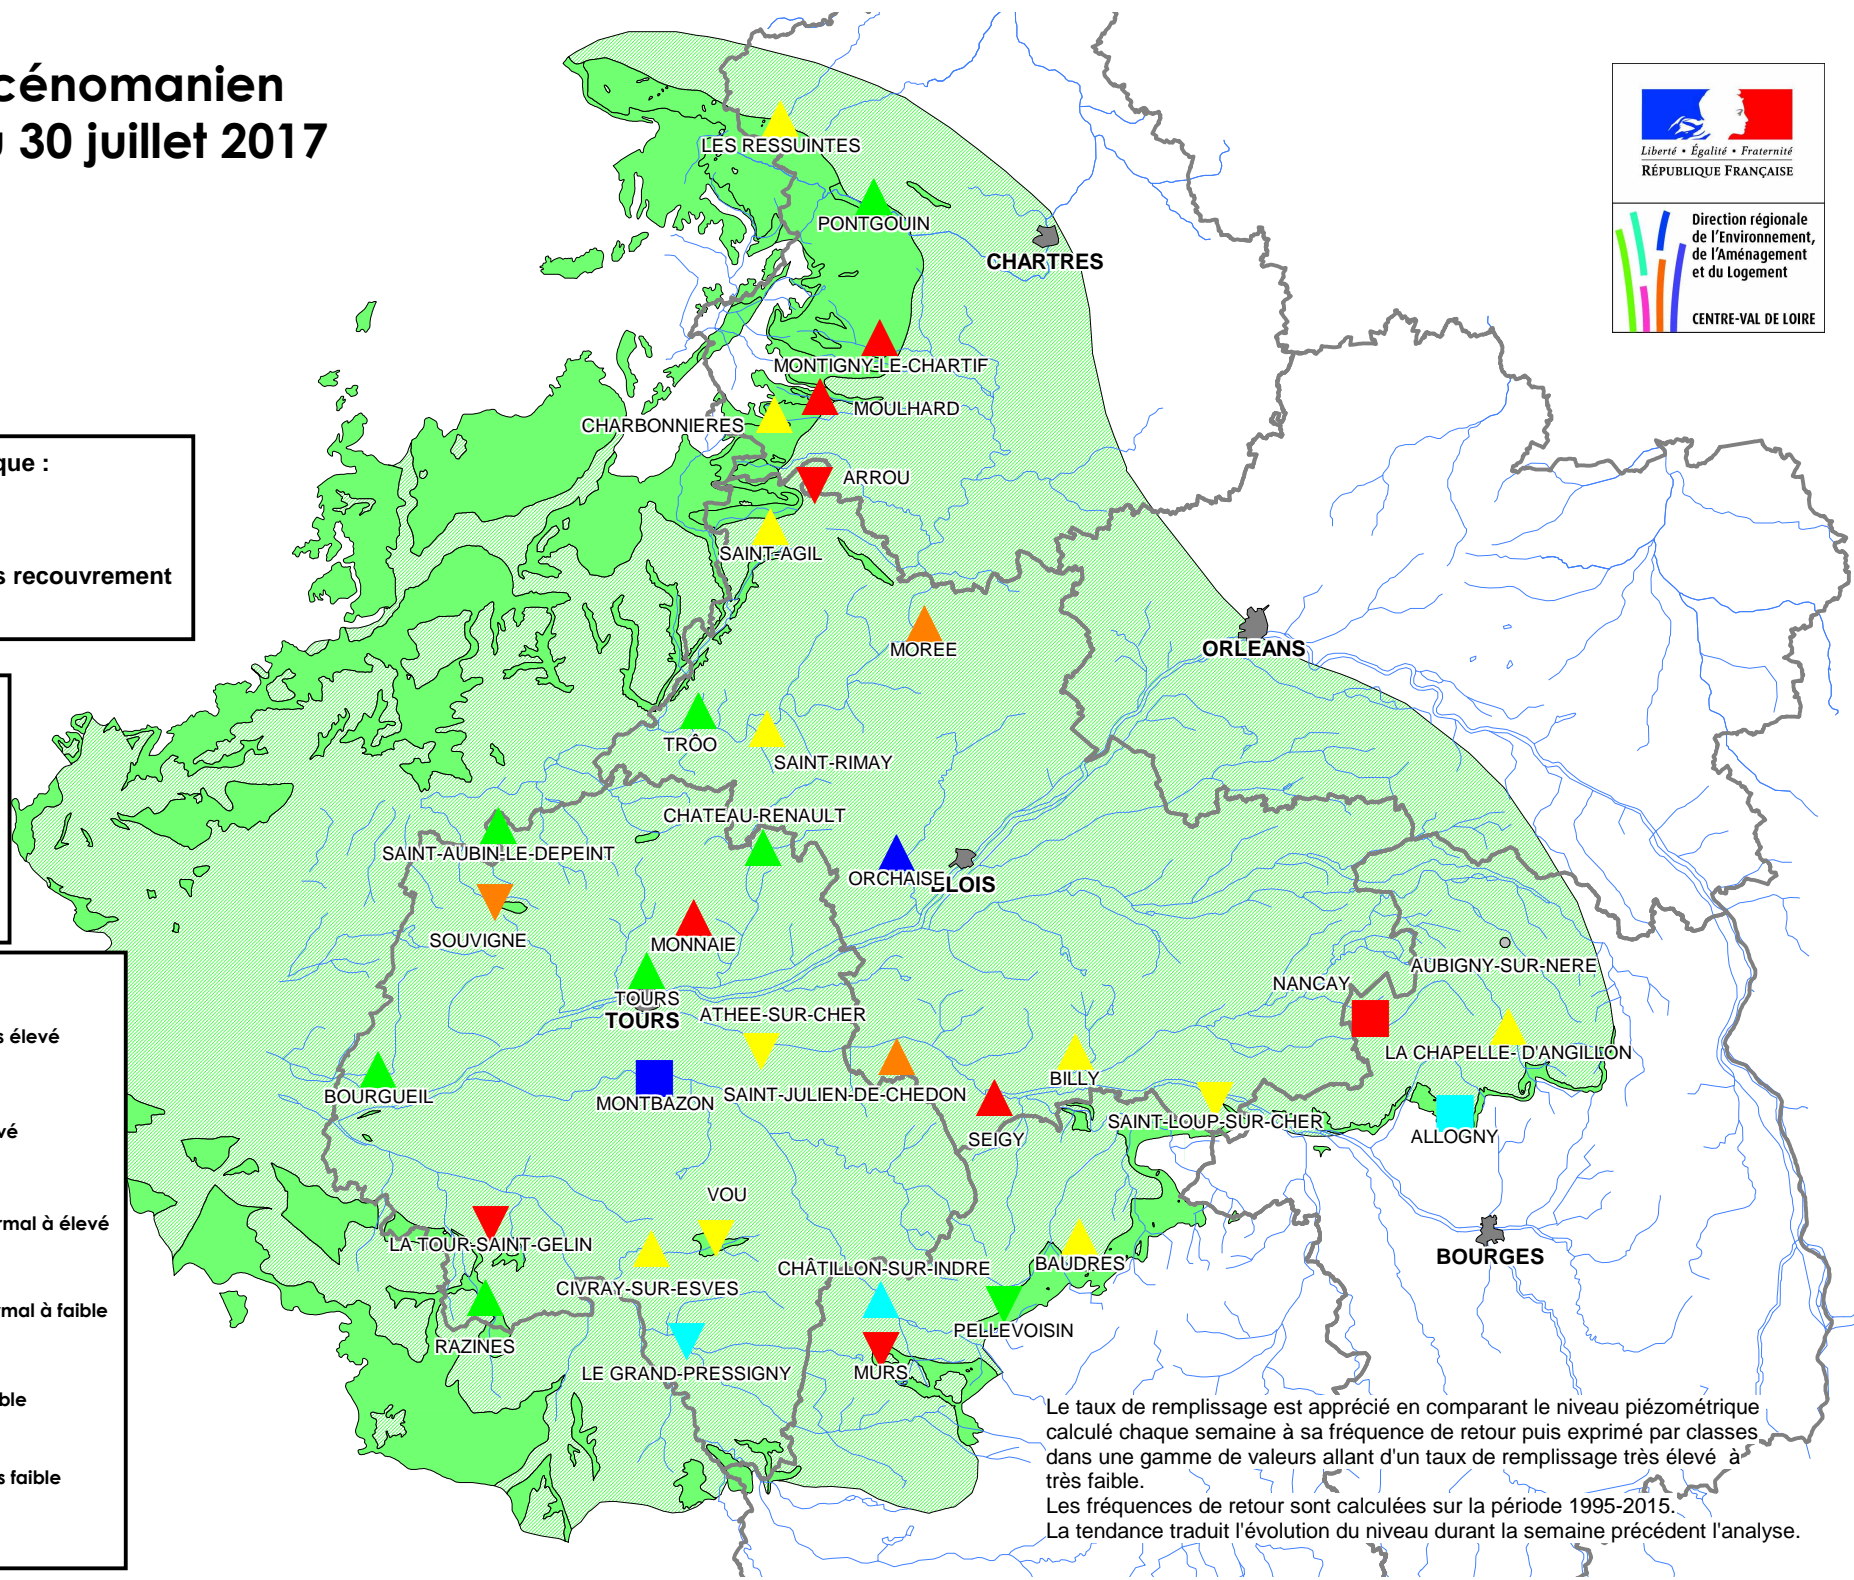 cénomanien
30 juillet 2017
Liberté • Égalité • Fraternité
RÉPUBLIQUE FRANÇAISE
Direction régionale
de l'Environnement,
de l'Aménagement
et du Logement
CENTRE-VAL DE LOIRE
que :
recouvrement
élevé
rmal à élevé
rmal à faible
faible
LES RESSUINTES
PONTGOUIN
CHARTRES
MONTIGNY-LE-CHARTIF
MOULHARD
CHARBONNIERES
ARROU
SAINT-AGIL
MOREE
ORLEANS
TRÔO
SAINT-RIMAY
CHATEAU-RENAULT
SAINT-AUBIN-LE-DEPEINT
ORCHAISE
BLOIS
SOUVIGNE
MONNAIE
AUBIGNY-SUR-NERE
NANCAY
TOURS
TOURS
ATHEE-SUR-CHER
LA CHAPELLE- D'ANGILLON
BILLY
BOURGUEIL
MONTBAZON
SAINT-JULIEN-DE-CHEDON
SAINT-LOUP-SUR-CHER
SEIGY
ALLOGNY
VOU
LA TOUR-SAINT-GELIN
BOURGES
BAUDRES
CHÂTILLON-SUR-INDRE
CIVRAY-SUR-ESVES
PELLEVOISIN
RAZINES
LE GRAND-PRESSIGNY
MURS
Le taux de remplissage est apprécié en comparant le niveau piézométrique
calculé chaque semaine à sa fréquence de retour puis exprimé par classes
dans une gamme de valeurs allant d'un taux de remplissage très élevé à
très faible.
Les fréquences de retour sont calculées sur la période 1995-2015.
La tendance traduit l'évolution du niveau durant la semaine précédent l'analyse.